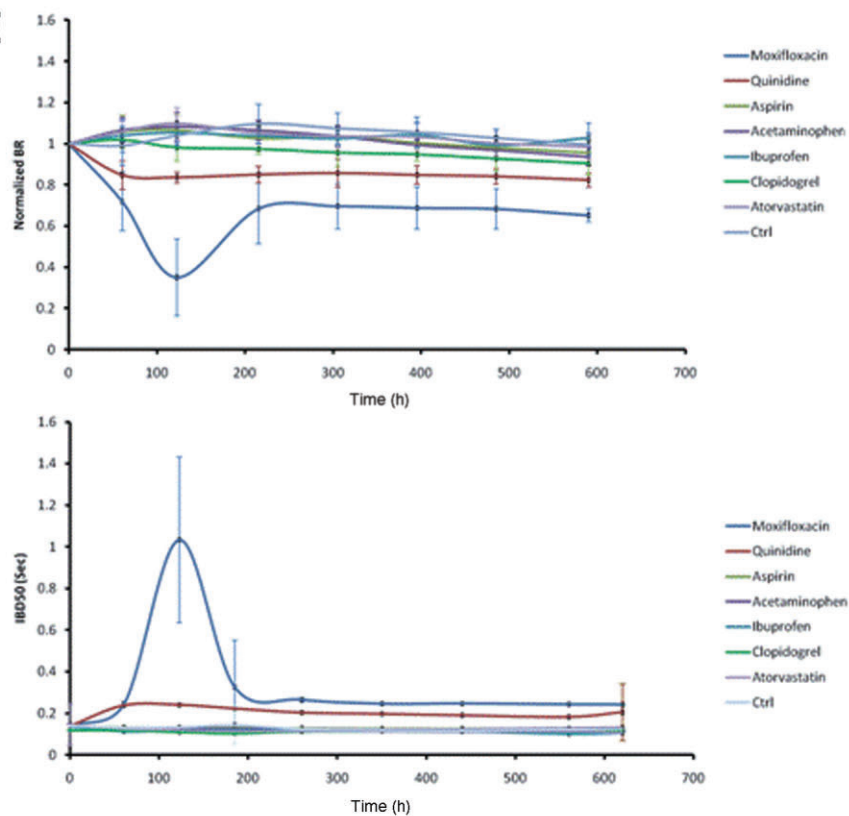 1.6
1.4
1.2
1
0.8
0.6
0.4
0.2
0
Normalized BR
0 100 200 300 400 500 600 700
Time (h)
Moxifloxacin
Quinidine
Aspirin
Acetaminophen
Ibuprofen
Clopidogrel
Atorvastatin
Ctrl
1.6
1.4
1.2
1
0.8
0.6
0.4
0.2
0
IBD50 (Sec)
0 100 200 300 400 500 600 700
Time (h)
Moxifloxacin
Quinidine
Aspirin
Acetaminophen
Ibuprofen
Clopidogrel
Atorvastatin
Ctrl